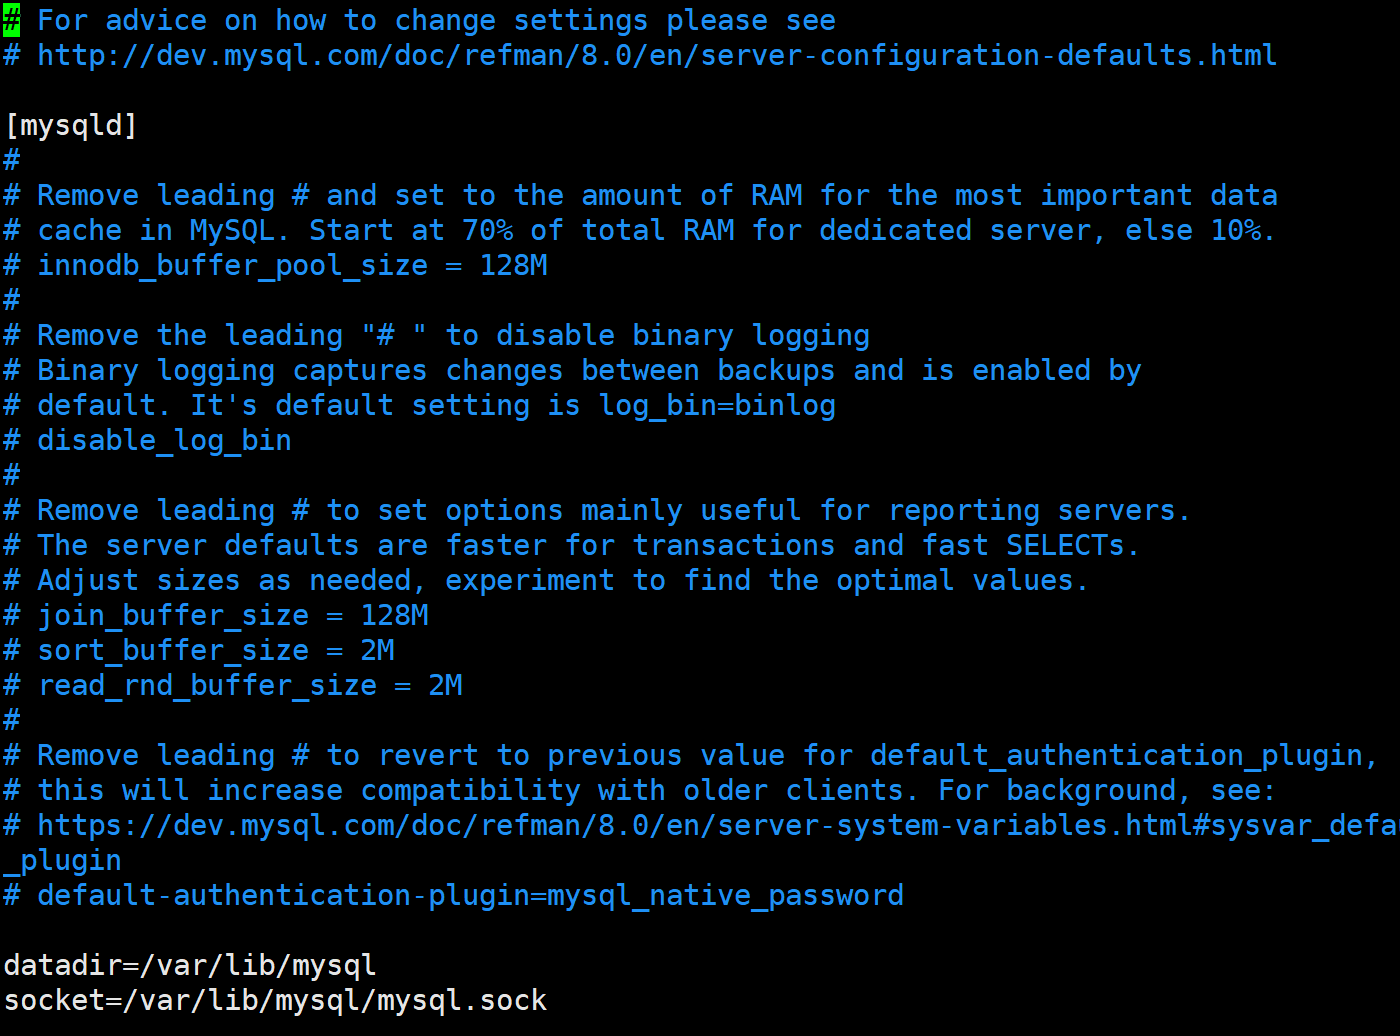 # For advice on how to change settings please see
# http://dev.mysql.com/doc/refman/8.0/en/server-configuration-defaults.html
[mysqld]
#
# Remove leading # and set to the amount of RAM for the most important data
# cache in MySQL. Start at 70% of total RAM for dedicated server, else 10%.
# innodb_buffer_pool_size = 128M
#
# Remove the leading "# " to disable binary logging
# Binary logging captures changes between backups and is enabled by
# default. It's default setting is log_bin=binlog
# disable_log_bin
#
# Remove leading # to set options mainly useful for reporting servers.
# The server defaults are faster for transactions and fast SELECTs.
# Adjust sizes as needed, experiment to find the optimal values.
# join_buffer_size = 128M
# sort_buffer_size = 2M
# read_rnd_buffer_size = 2M
#
# Remove leading # to revert to previous value for default_authentication_plugin,
# this will increase compatibility with older clients. For background, see:
# https://dev.mysql.com/doc/refman/8.0/en/server-system-variables.html#sysvar_defau
_plugin
# default-authentication-plugin=mysql_native_password
datadir=/var/lib/mysql
socket=/var/lib/mysql/mysql.sock